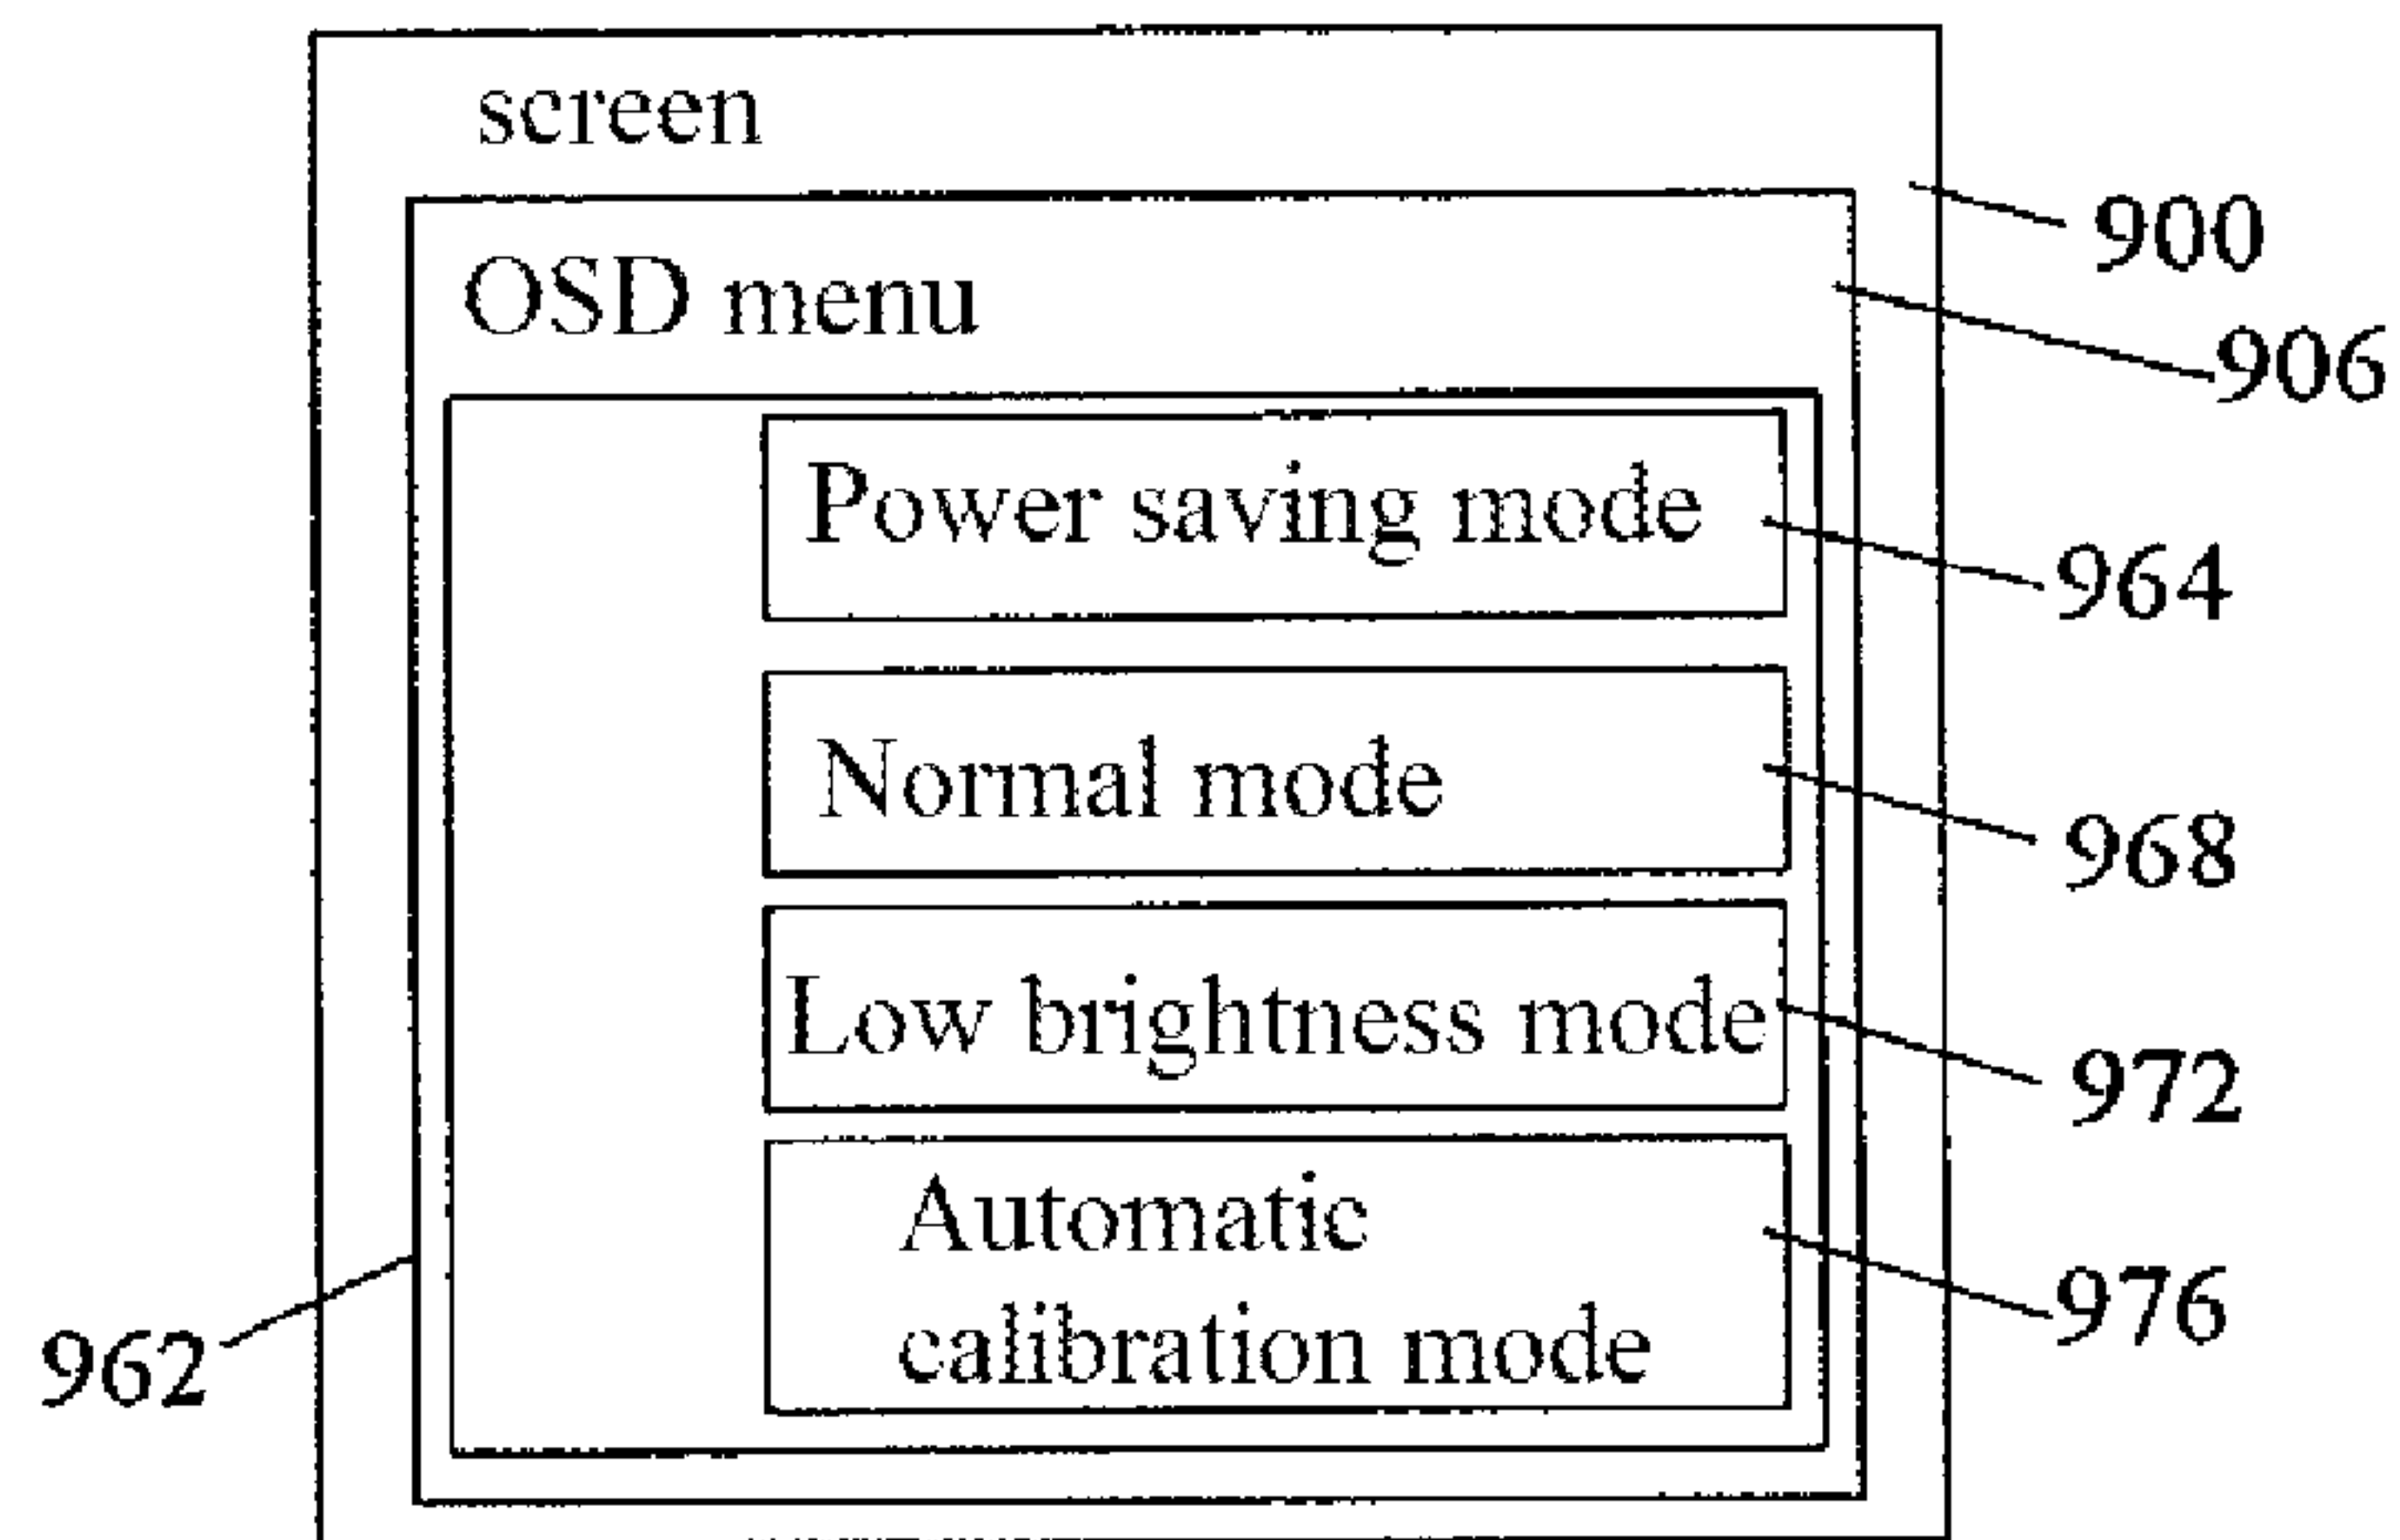 screen
900
OSD menu
906
Power saving mode
964
Normal mode
968
Low brightness mode
972
Automatic
calibration mode
976
962